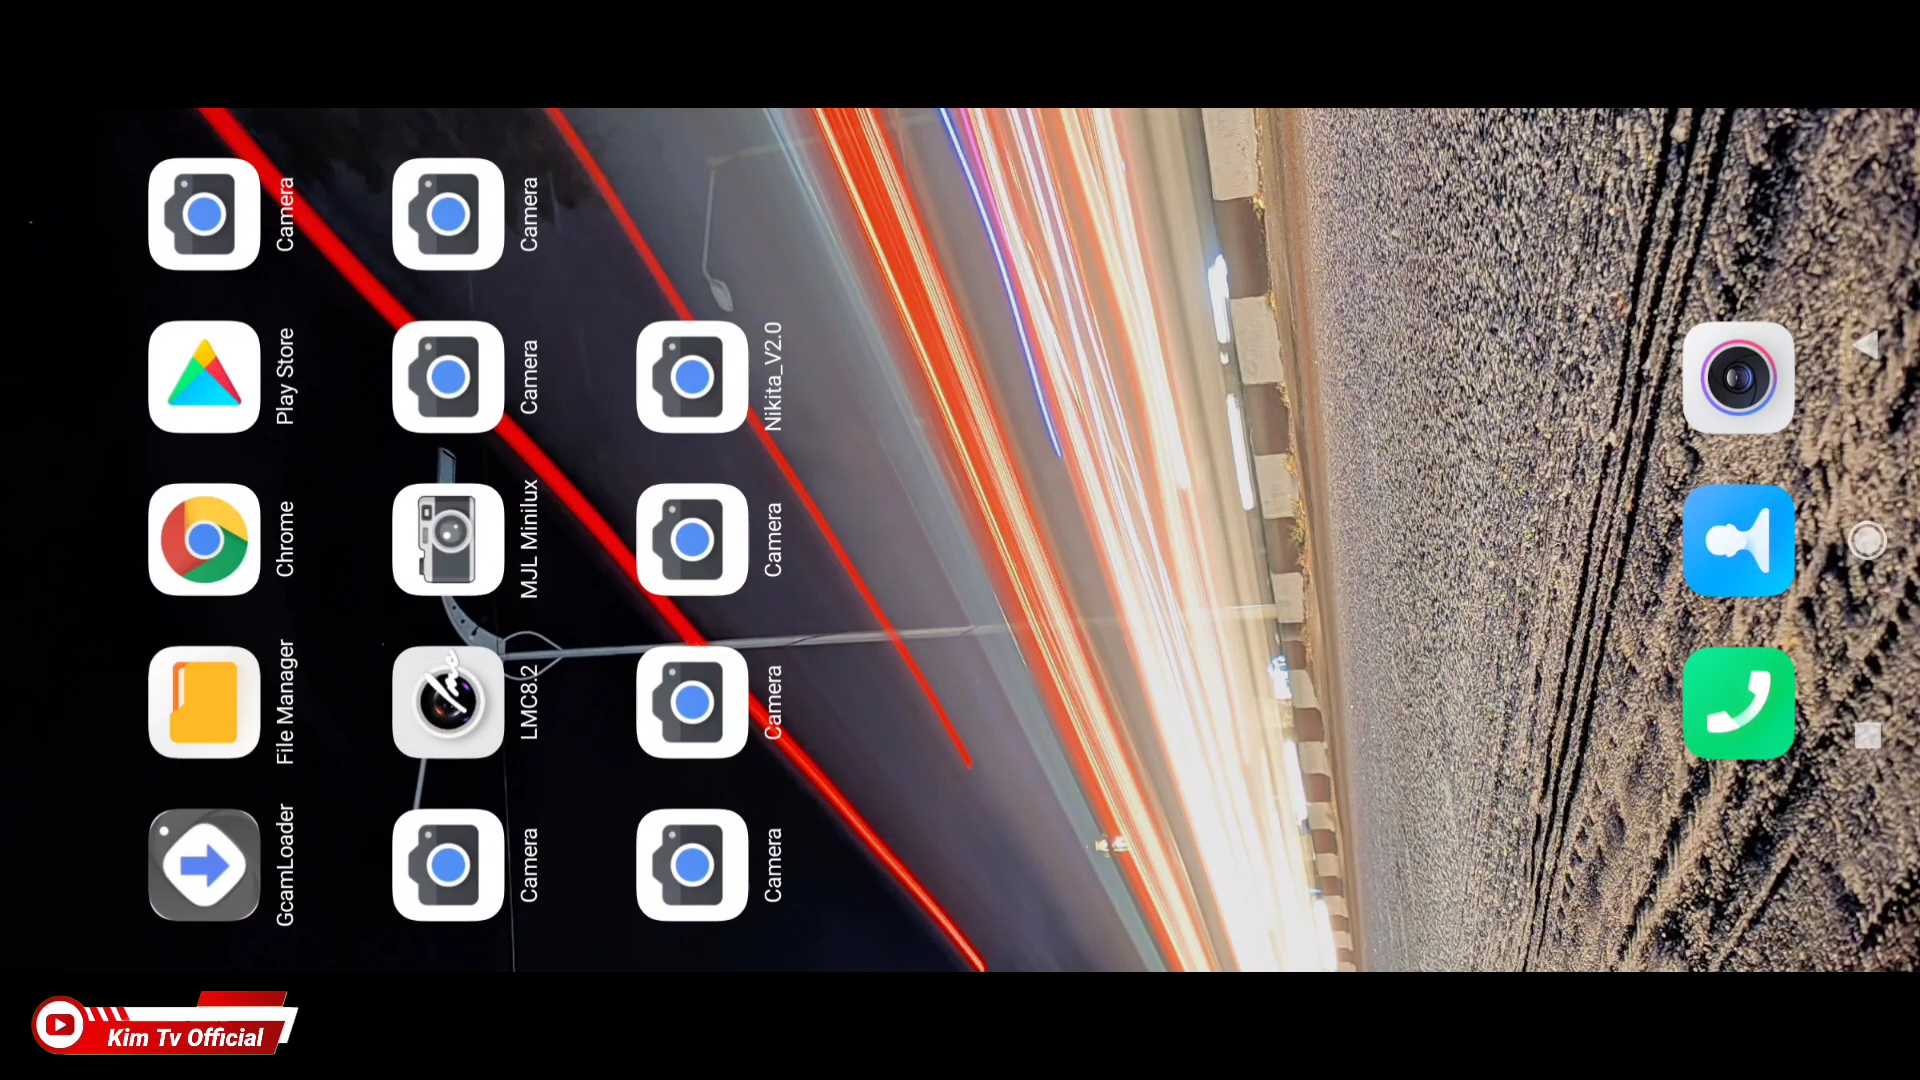 GcamLoader
File Manager
Chrome
Play Store
Camera
Camera
lmc
LMC8.2
MJL Minilux
Camera
Camera
Camera
Camera
Camera
Nikita_V2.0
Kim Tv Official